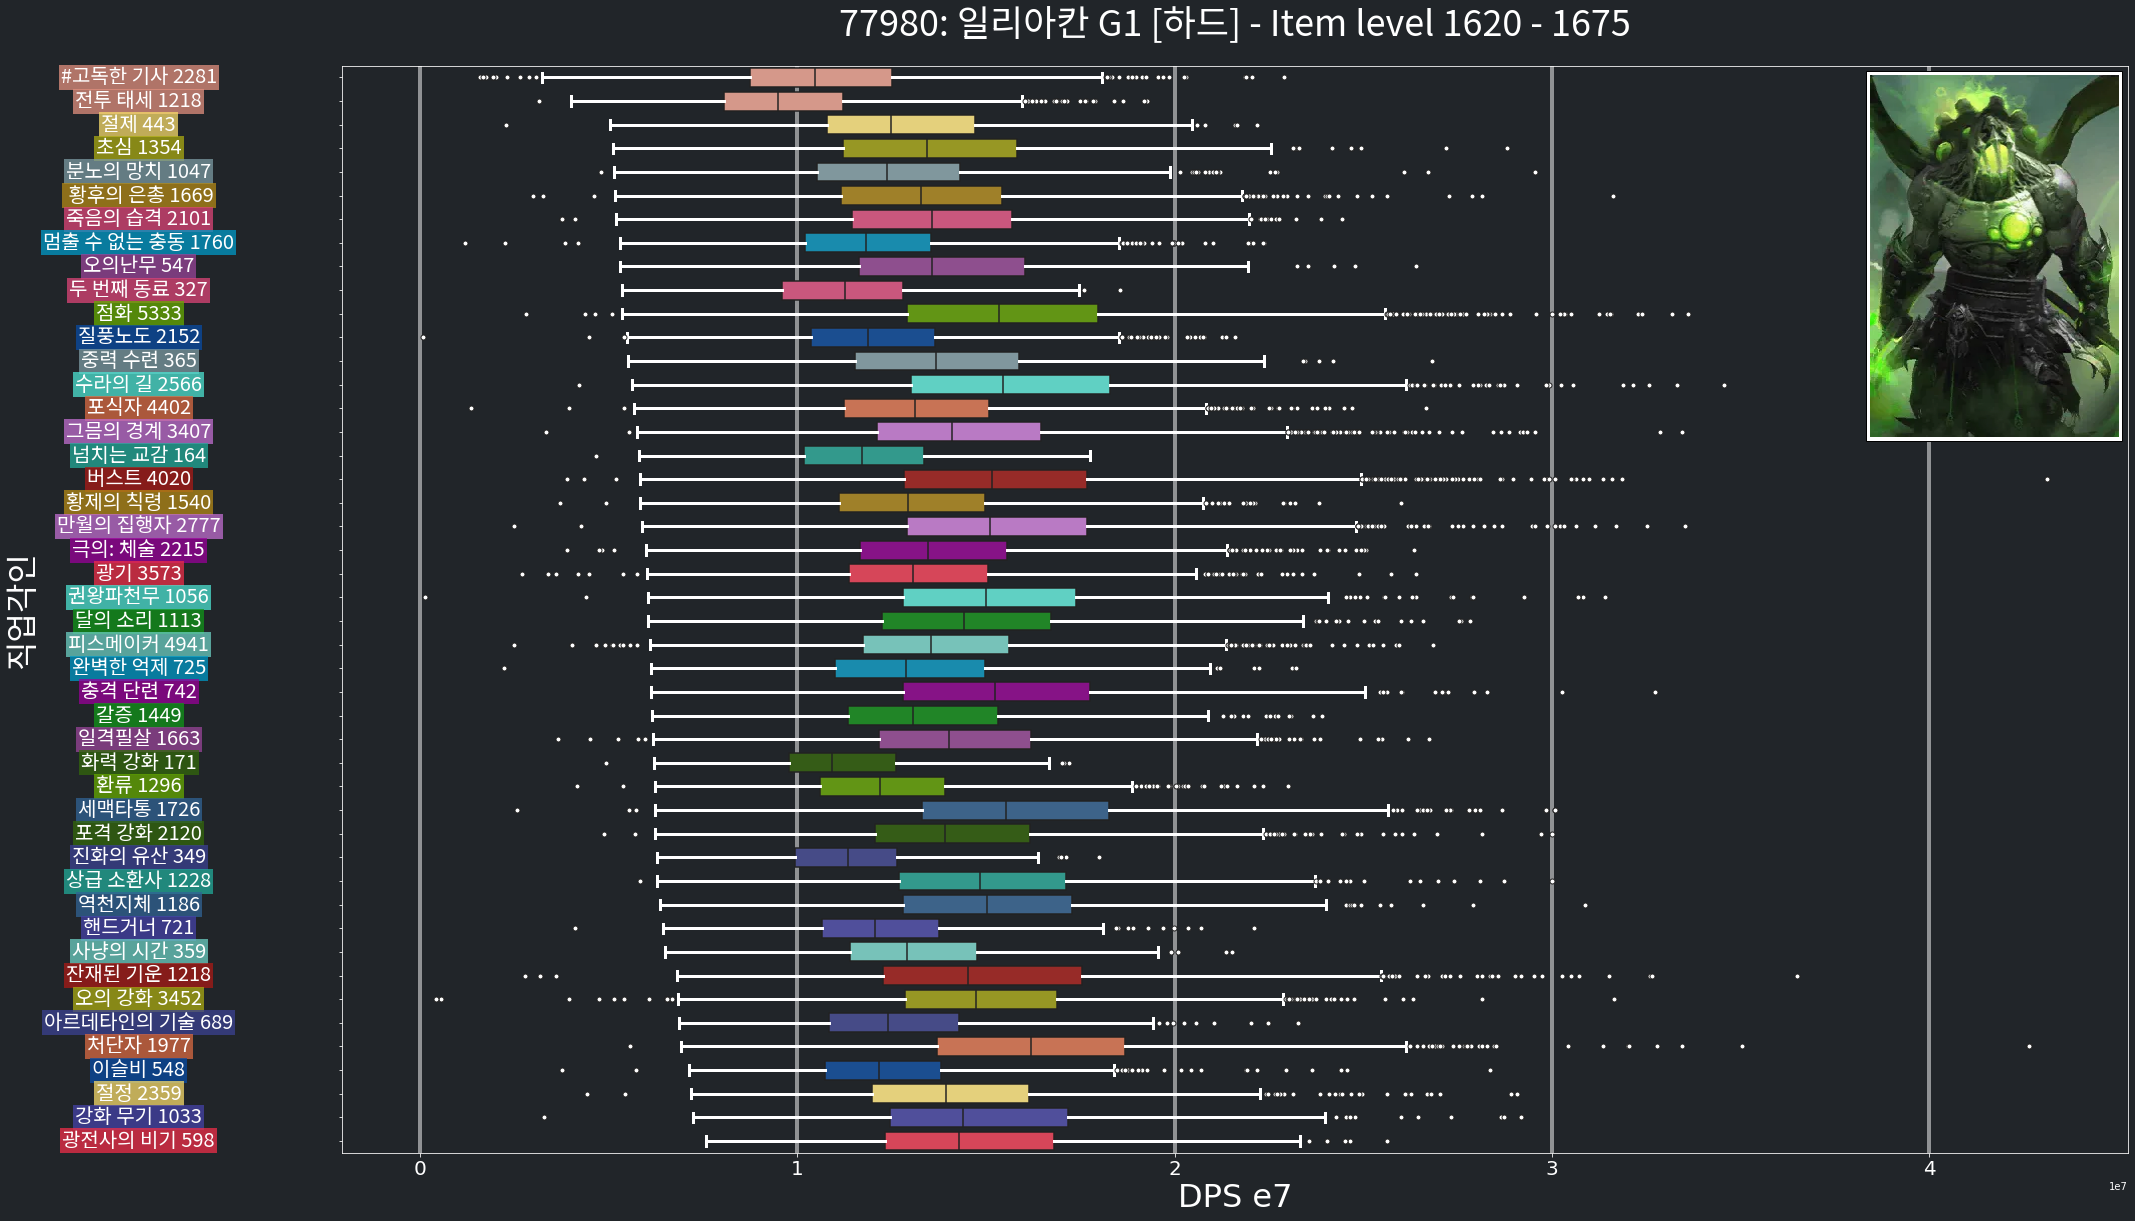 77980: 일리아칸 G1 [하드] - Item level 1620 - 1675
#고독한 기사 2281
전투 태세 1218
절제 443
초심 1354
분노의 망치 1047
황후의 은총 1669
죽음의 습격 2101
멈출 수 없는 충동 1760
오의난무 547
두 번째 동료 327
점화 5333
질풍노도 2152
중력 수련 365
수라의 길 2566
포식자 4402
그믐의 경계 3407
넘치는 교감 164
버스트 4020
황제의 칙령 1540
만월의 집행자 2777
극의: 체술 2215
광기 3573
권왕파천무 1056
달의 소리 1113
피스메이커 4941
완벽한 억제 725
충격 단련 742
갈증 1449
일격필살 1663
화력 강화 171
환류 1296
세맥타통 1726
포격 강화 2120
진화의 유산 349
상급 소환사 1228
역천지체 1186
핸드거너 721
사냥의 시간 359
잔재된 기운 1218
오의 강화 3452
아르데타인의 기술 689
처단자 1977
이슬비 548
절정 2359
강화 무기 1033
광전사의 비기 598
직업각인
0 1 2 3 4
DPS e7
1e7